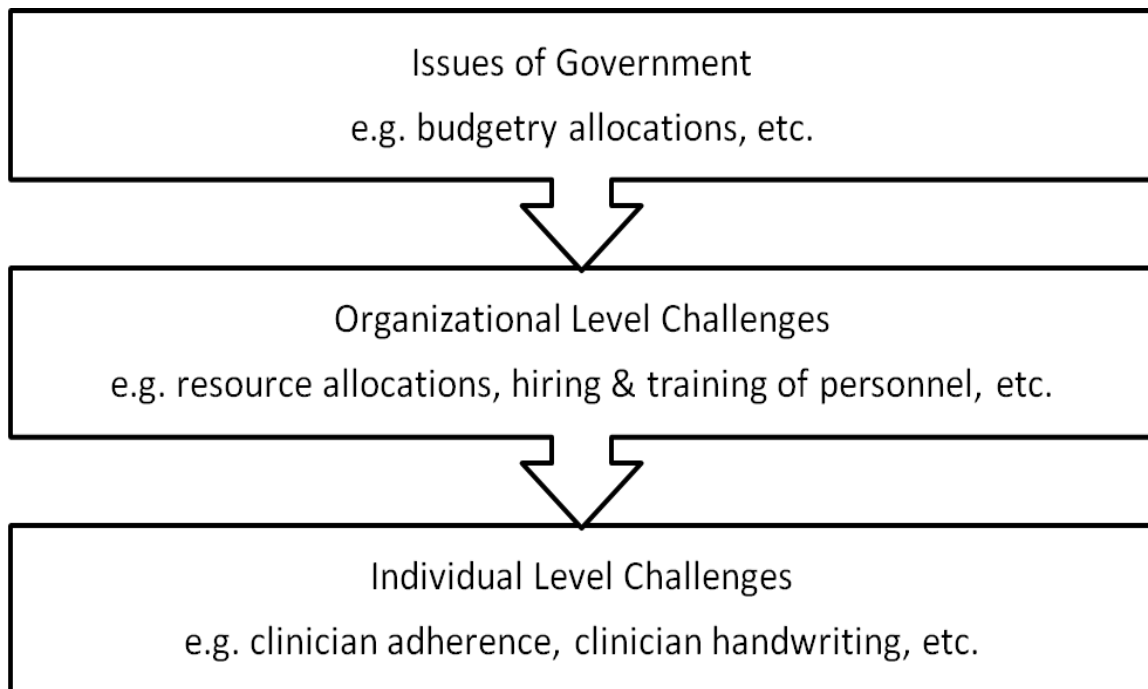 Issues of Government
e.g. budgetry allocations, etc.
Organizational Level Challenges
e.g. resource allocations, hiring & training of personnel, etc.
Individual Level Challenges
e.g. clinician adherence, clinician handwriting, etc.